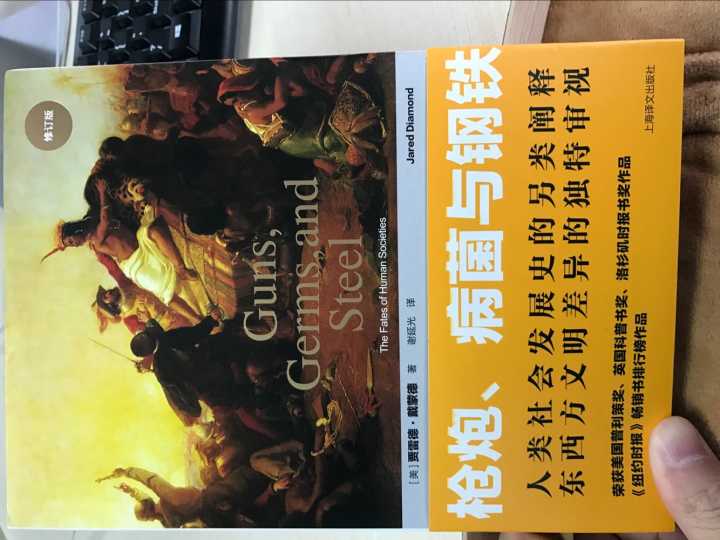 修订版
Guns,
Germs, and
Steel
The Fates of Human Societies
[美] 贾雷德·戴蒙德 著 谢延光 译 Jared Diamond
枪炮、病菌与钢铁
人类社会发展史的另类阐释
东西方文明差异的独特审视
荣获美国普利策奖、英国科普书奖、洛杉矶时报书奖作品
《纽约时报》畅销书排行榜作品
上海译文出版社